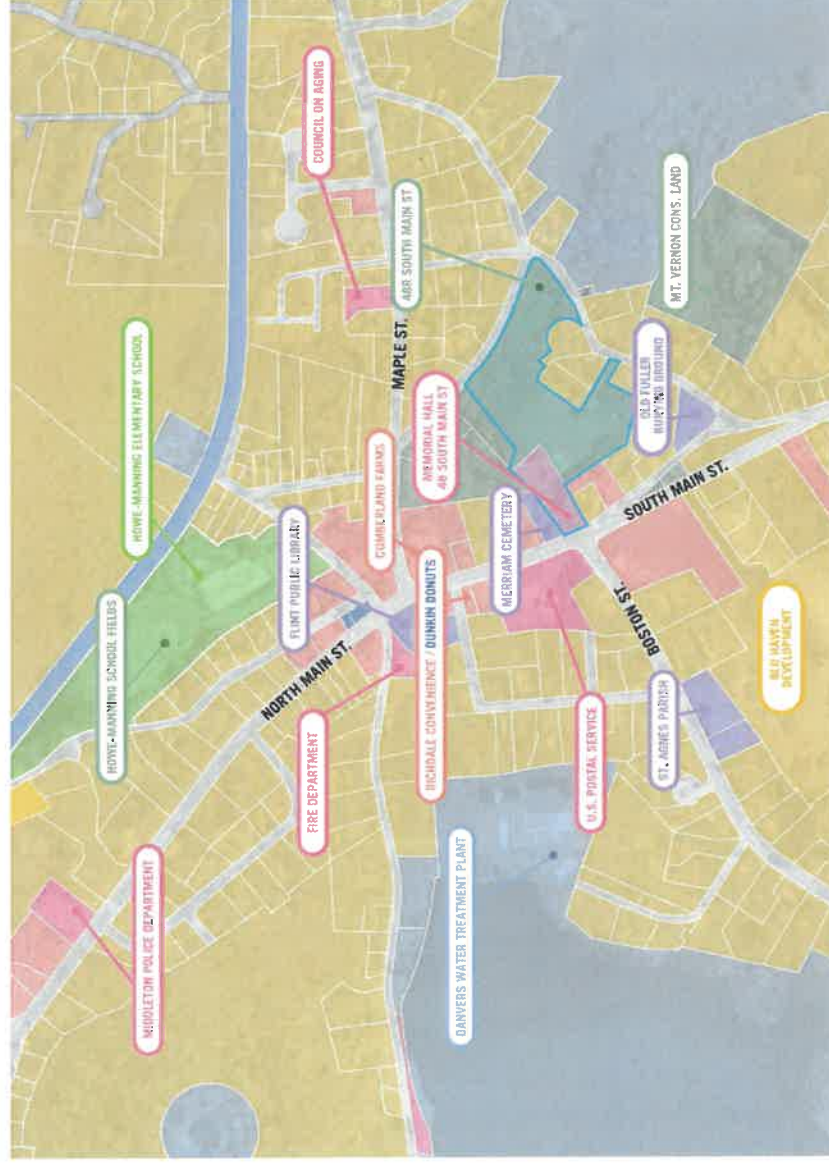 MIDDLETON POLICE DEPARTMENT
HOWE-MANNING SCHOOL FIELDS
HOWE-MANNING ELEMENTARY SCHOOL
NORTH MAIN ST.
FLINT PUBLIC LIBRARY
FIRE DEPARTMENT
COUNCIL ON AGING
CUMBERLAND FARMS
MAPLE ST.
48R SOUTH MAIN ST
RICHDALE CONVENIENCE / DUNKIN DONUTS
MEMORIAL HALL
48 SOUTH MAIN ST
DANVERS WATER TREATMENT PLANT
MERRIAM CEMETERY
U.S. POSTAL SERVICE
BOSTON ST.
SOUTH MAIN ST.
OLD FULLER
BURYING GROUND
ST. AGNES PARISH
MT. VERNON CONS. LAND
BLU HAVEN
DEVELOPMENT